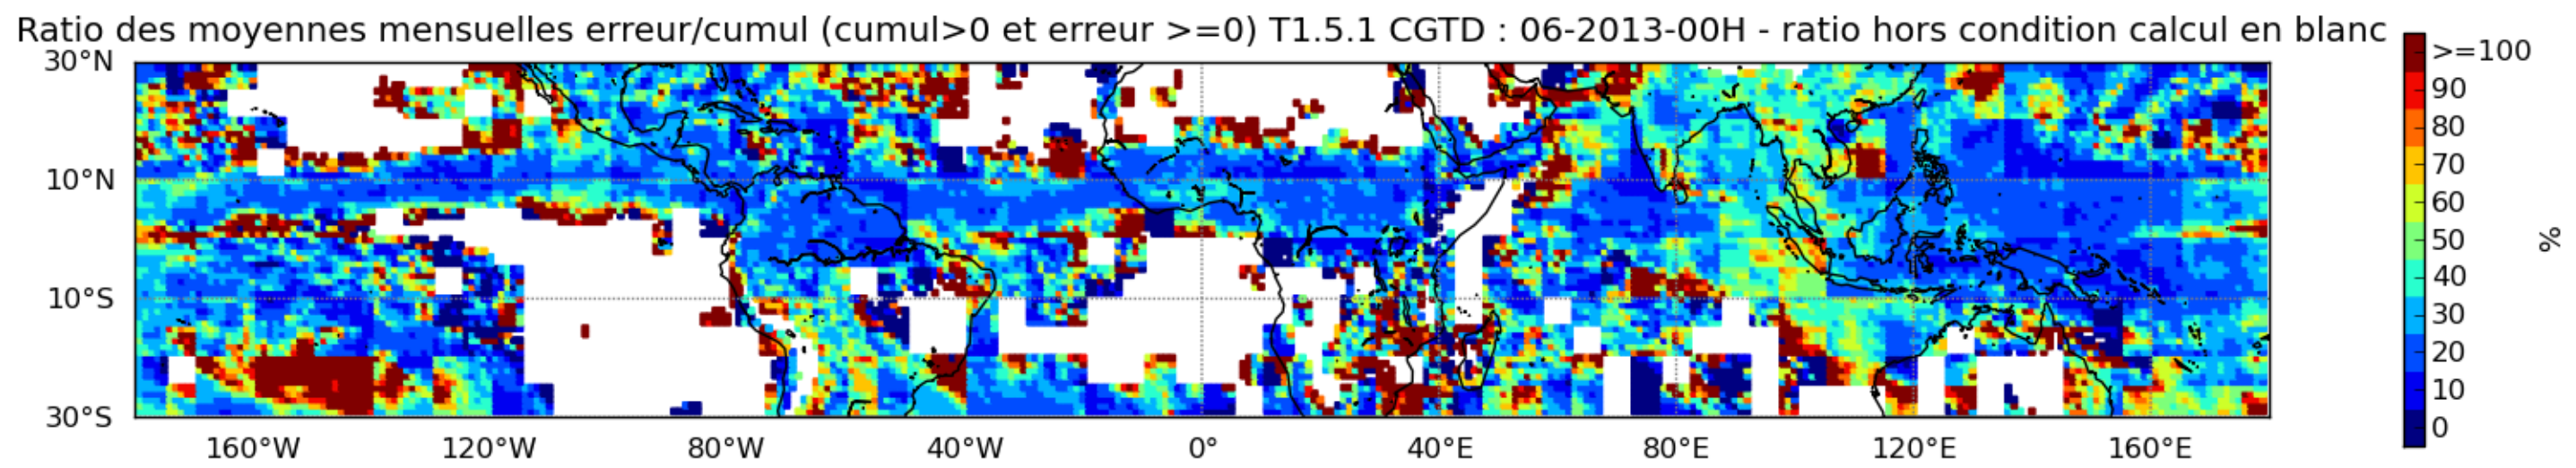 Ratio des moyennes mensuelles erreur/cumul (cumul>0 et erreur >=0) T1.5.1 CGTD : 06-2013-00H - ratio hors condition calcul en blanc
30°N
10°N
10°S
30°S
160°W 120°W 80°W 40°W 0° 40°E 80°E 120°E 160°E
>=100
90
80
70
60
50
40
30
20
10
0
%